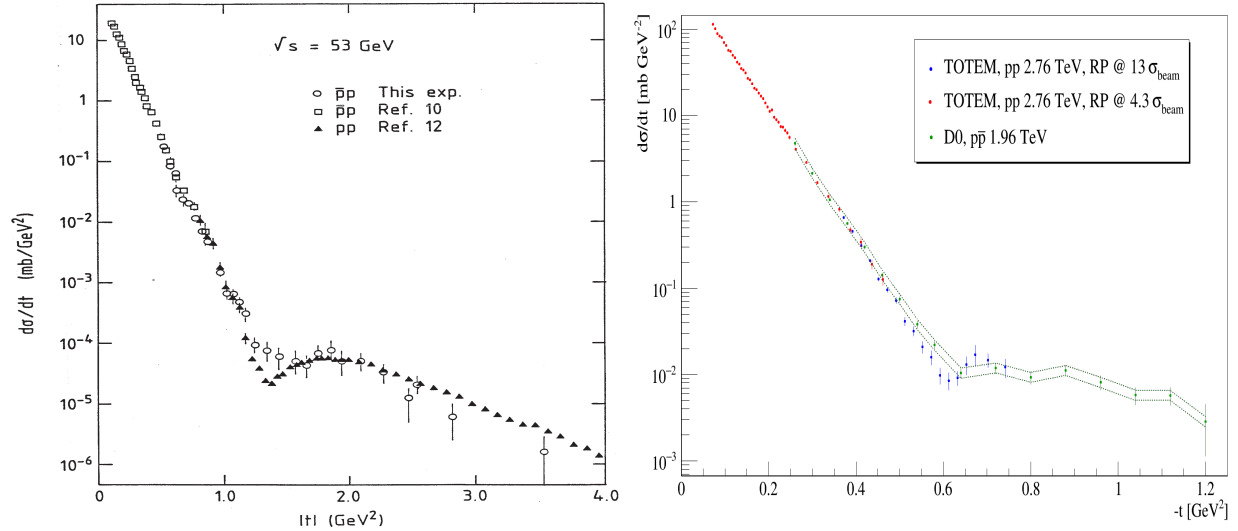 10
1
10⁻¹
10⁻²
10⁻³
10⁻⁴
10⁻⁵
10⁻⁶
dσ/dt (mb/GeV²)
√s = 53 GeV
p̅p This exp.
p̅p Ref. 10
pp Ref. 12
0 1.0 2.0 3.0 4.0
|t| (GeV²)
dσ/dt [mb GeV⁻²]
10²
10
1
10⁻¹
10⁻²
10⁻³
TOTEM, pp 2.76 TeV, RP @ 13 σbeam
TOTEM, pp 2.76 TeV, RP @ 4.3 σbeam
D0, pp̅ 1.96 TeV
0 0.2 0.4 0.6 0.8 1 1.2
-t [GeV²]